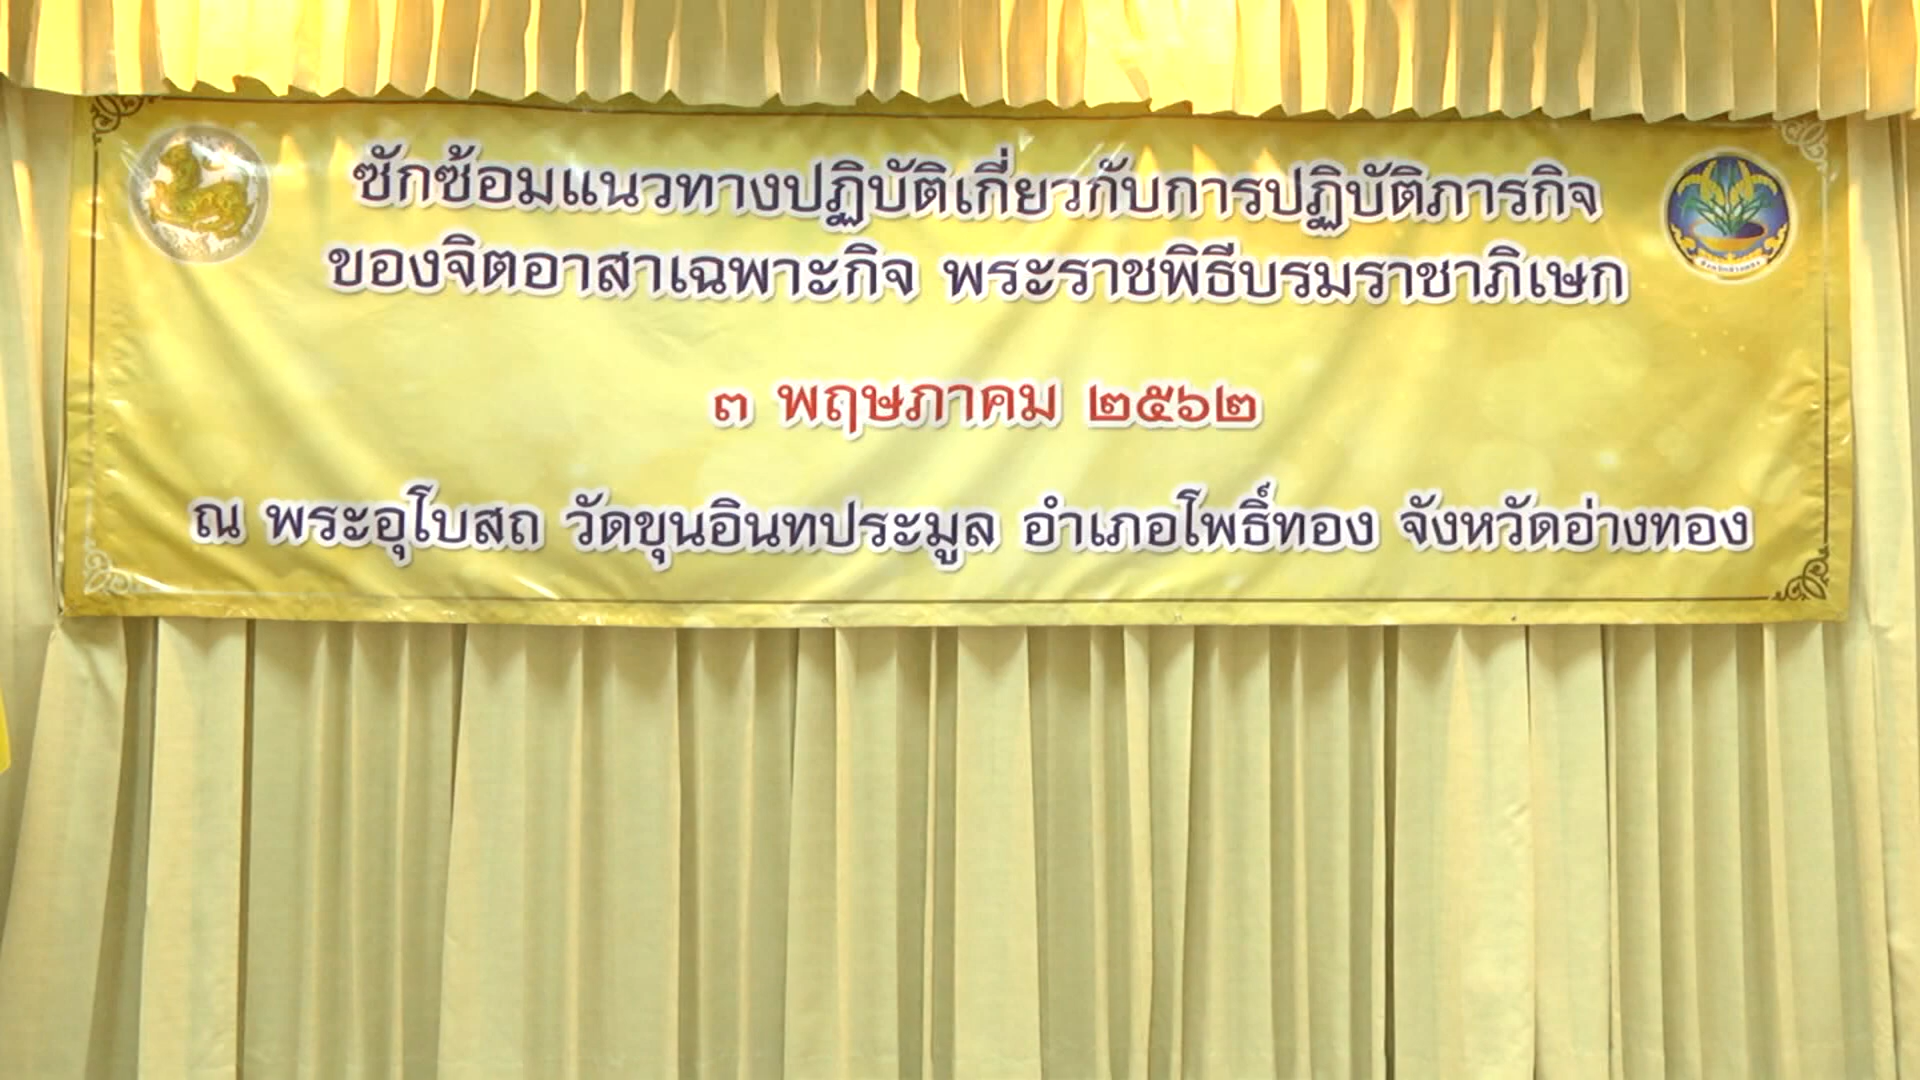 ซักซ้อมแนวทางปฏิบัติเกี่ยวกับการปฏิบัติภารกิจ
ของจิตอาสาเฉพาะกิจ พระราชพิธีบรมราชาภิเษก
๓ พฤษภาคม ๒๕๖๒
ณ พระอุโบสถ วัดขุนอินทประมูล อำเภอโพธิ์ทอง จังหวัดอ่างทอง